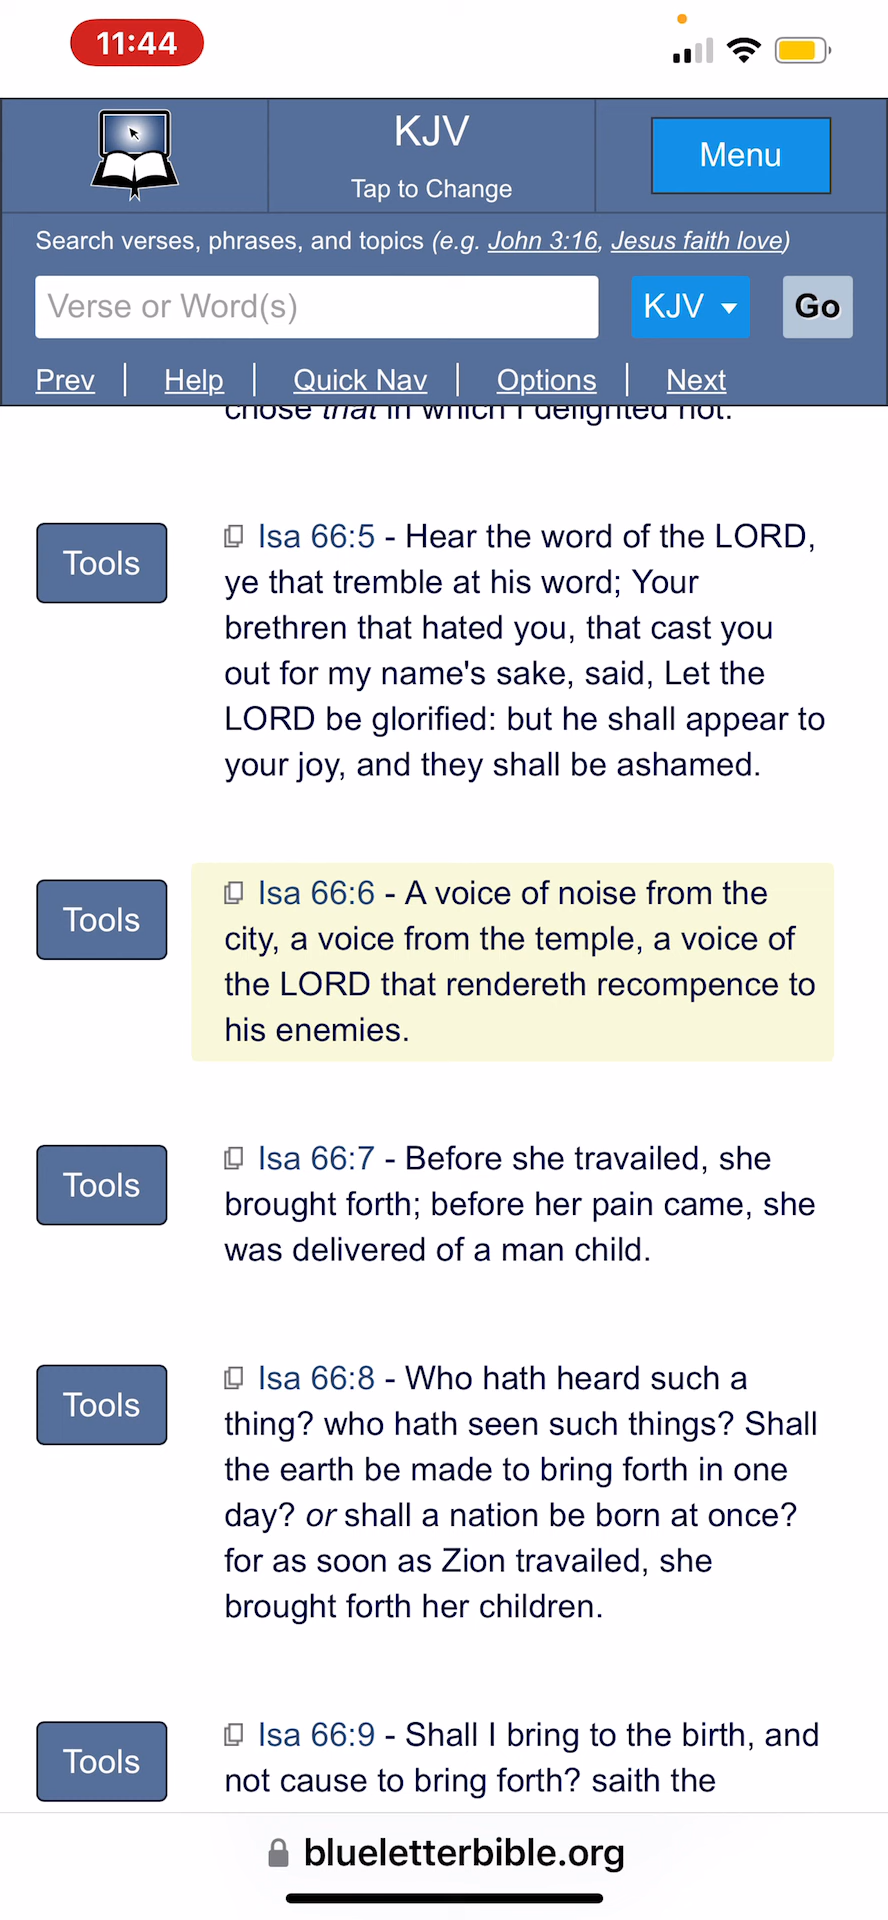 11:44
KJV
Tap to Change
Menu
Search verses, phrases, and topics (e.g. John 3:16, Jesus faith love)
Verse or Word(s)
KJV
Go
Prev | Help | Quick Nav | Options | Next
chose that in which I delighted not.
Tools
Isa 66:5 - Hear the word of the LORD,
ye that tremble at his word; Your
brethren that hated you, that cast you
out for my name's sake, said, Let the
LORD be glorified: but he shall appear to
your joy, and they shall be ashamed.
Tools
Isa 66:6 - A voice of noise from the
city, a voice from the temple, a voice of
the LORD that rendereth recompence to
his enemies.
Tools
Isa 66:7 - Before she travailed, she
brought forth; before her pain came, she
was delivered of a man child.
Tools
Isa 66:8 - Who hath heard such a
thing? who hath seen such things? Shall
the earth be made to bring forth in one
day? or shall a nation be born at once?
for as soon as Zion travailed, she
brought forth her children.
Tools
Isa 66:9 - Shall I bring to the birth, and
not cause to bring forth? saith the
blueletterbible.org